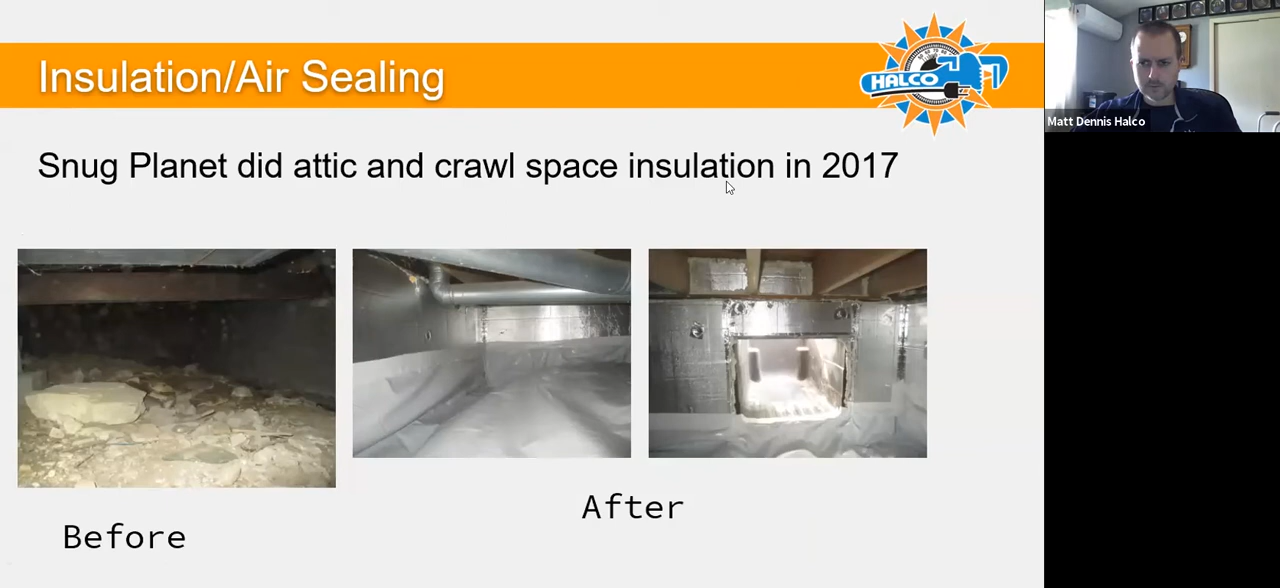 Insulation/Air Sealing
HALCO
Matt Dennis Halco
Snug Planet did attic and crawl space insulation in 2017
Before
After